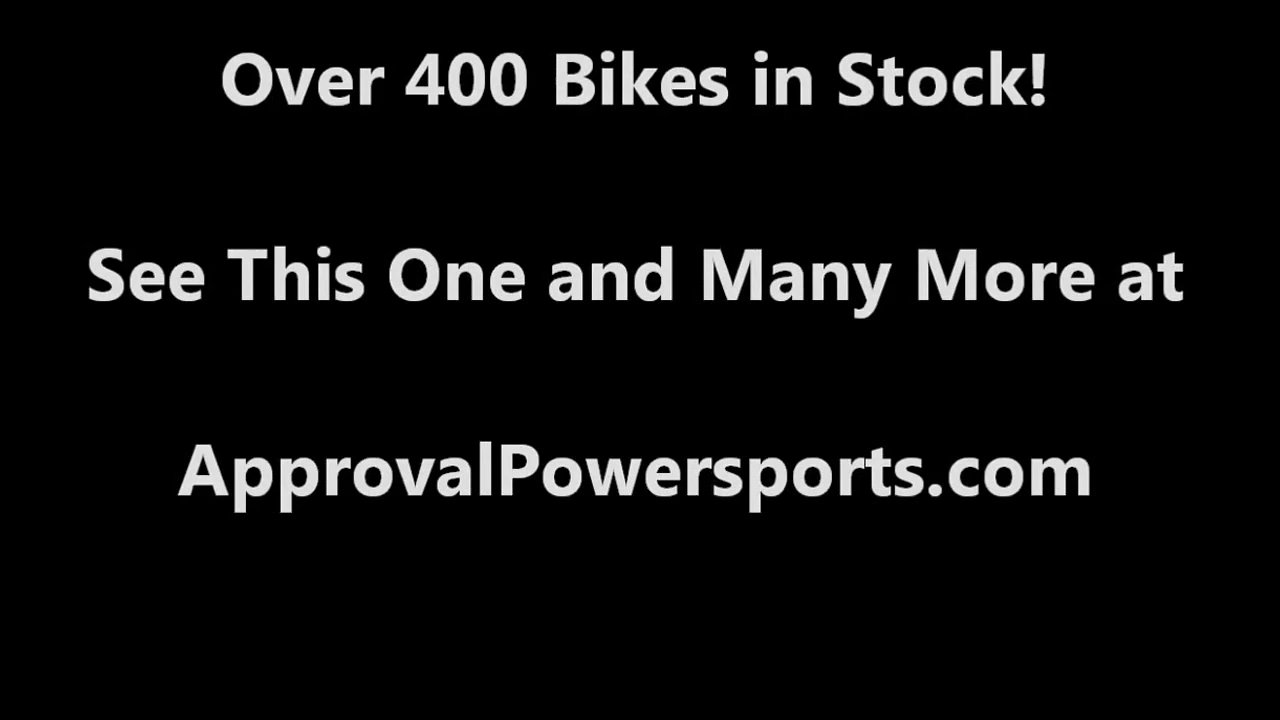 Over 400 Bikes in Stock!
See This One and Many More at
ApprovalPowersports.com